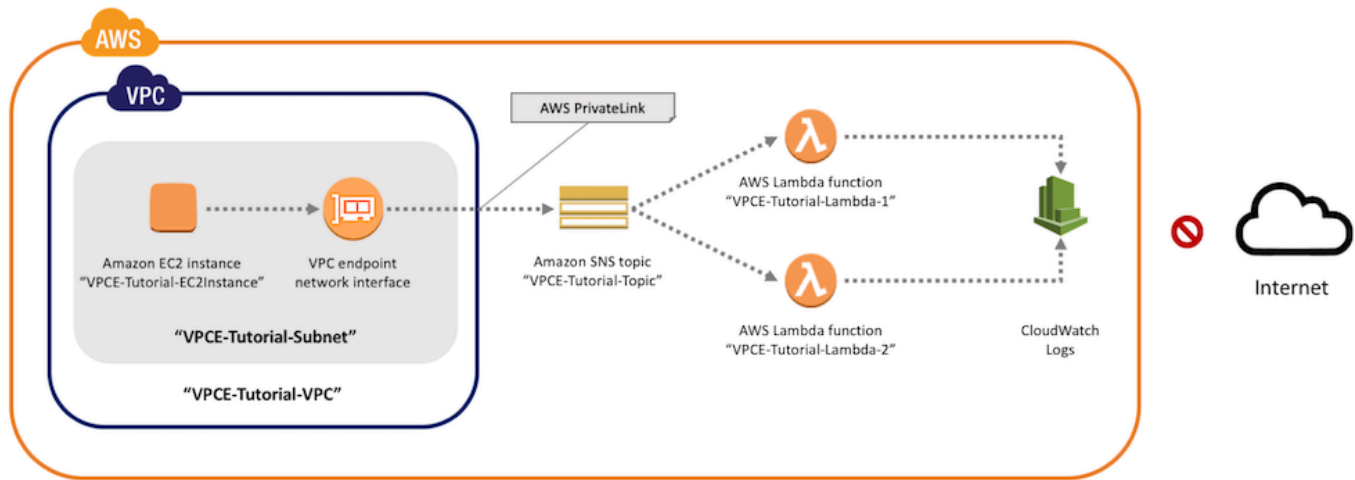 AWS
VPC
AWS PrivateLink
Amazon EC2 instance
“VPCE-Tutorial-EC2Instance”
VPC endpoint
network interface
“VPCE-Tutorial-Subnet”
“VPCE-Tutorial-VPC”
Amazon SNS topic
“VPCE-Tutorial-Topic”
AWS Lambda function
“VPCE-Tutorial-Lambda-1”
AWS Lambda function
“VPCE-Tutorial-Lambda-2”
CloudWatch
Logs
Internet